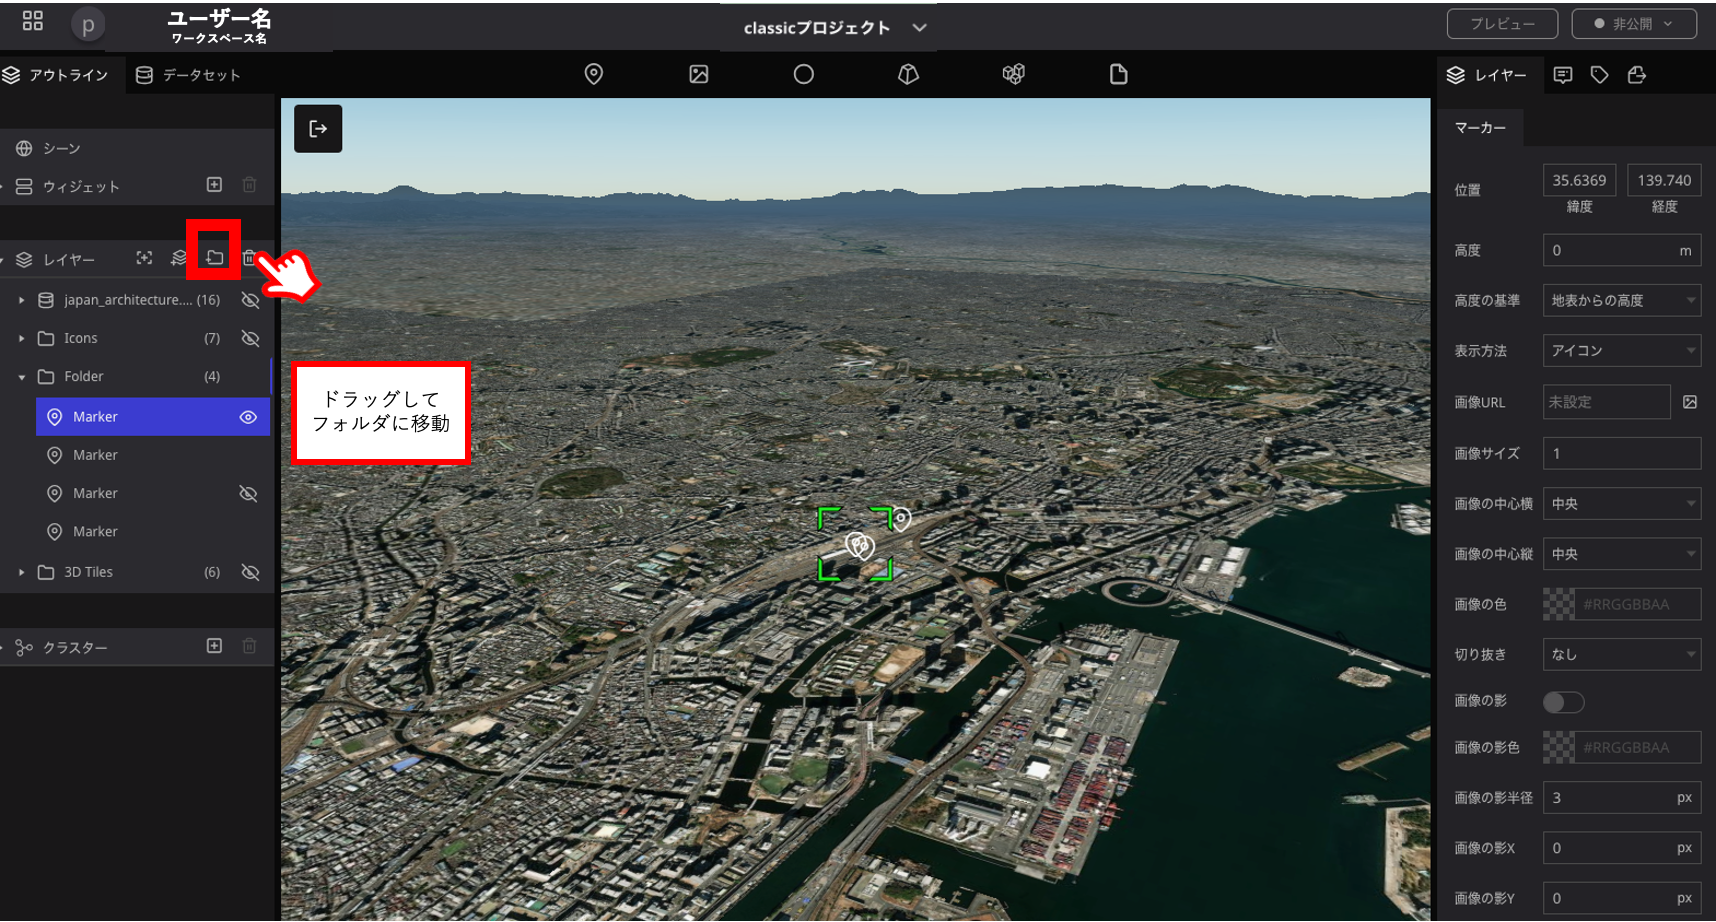 p
ユーザー名
ワークスペース名
classicプロジェクト
プレビュー
非公開
アウトライン
データセット
シーン
ウィジェット
レイヤー
japan_architecture.... (16)
Icons (7)
Folder (4)
Marker
Marker
Marker
Marker
3D Tiles (6)
クラスター
ドラッグして
フォルダに移動
レイヤー
マーカー
位置 35.6369 139.740
緯度 経度
高度 0 m
高度の基準 地表からの高度
表示方法 アイコン
画像URL 未設定
画像サイズ 1
画像の中心横 中央
画像の中心縦 中央
画像の色 #RRGGBBAA
切り抜き なし
画像の影
画像の影色 #RRGGBBAA
画像の影半径 3 px
画像の影X 0 px
画像の影Y 0 px